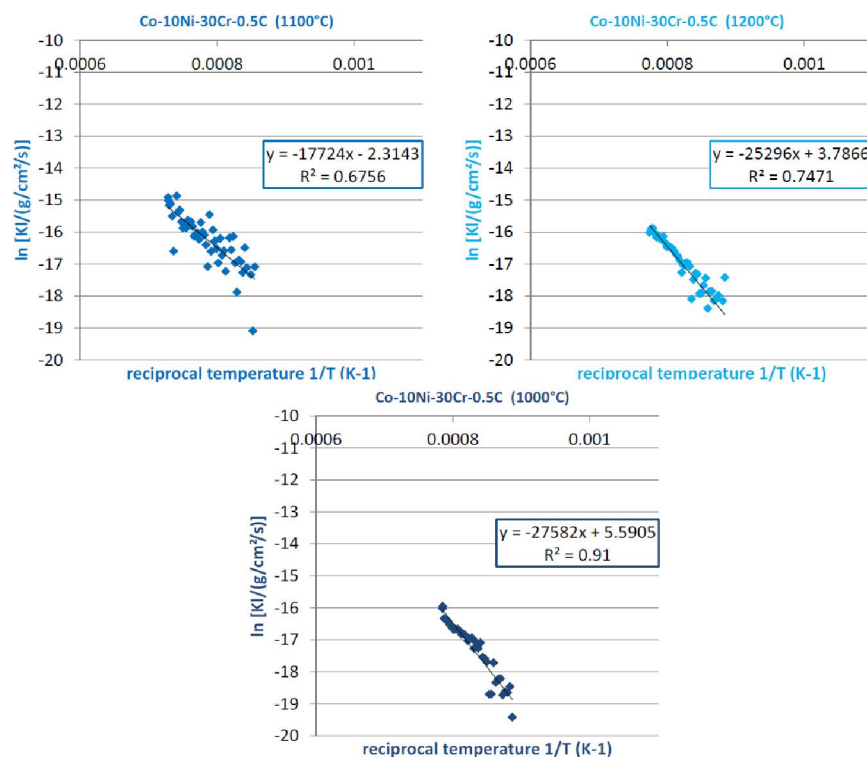 Co-10Ni-30Cr-0.5C (1100°C)
-10
0.0006
0.0008
0.001
-11
-12
-13
-14
-15
-16
-17
-18
-19
-20
ln [Kl/(g/cm²/s)]
y = -17724x - 2.3143
R² = 0.6756
reciprocal temperature 1/T (K-1)
Co-10Ni-30Cr-0.5C (1200°C)
-10
0.0006
0.0008
0.001
-11
-12
-13
-14
-15
-16
-17
-18
-19
-20
ln [Kl/(g/cm²/s)]
y = -25296x + 3.7866
R² = 0.7471
reciprocal temperature 1/T (K-1)
Co-10Ni-30Cr-0.5C (1000°C)
-10
0.0006
0.0008
0.001
-11
-12
-13
-14
-15
-16
-17
-18
-19
-20
ln [Kl/(g/cm²/s)]
y = -27582x + 5.5905
R² = 0.91
reciprocal temperature 1/T (K-1)